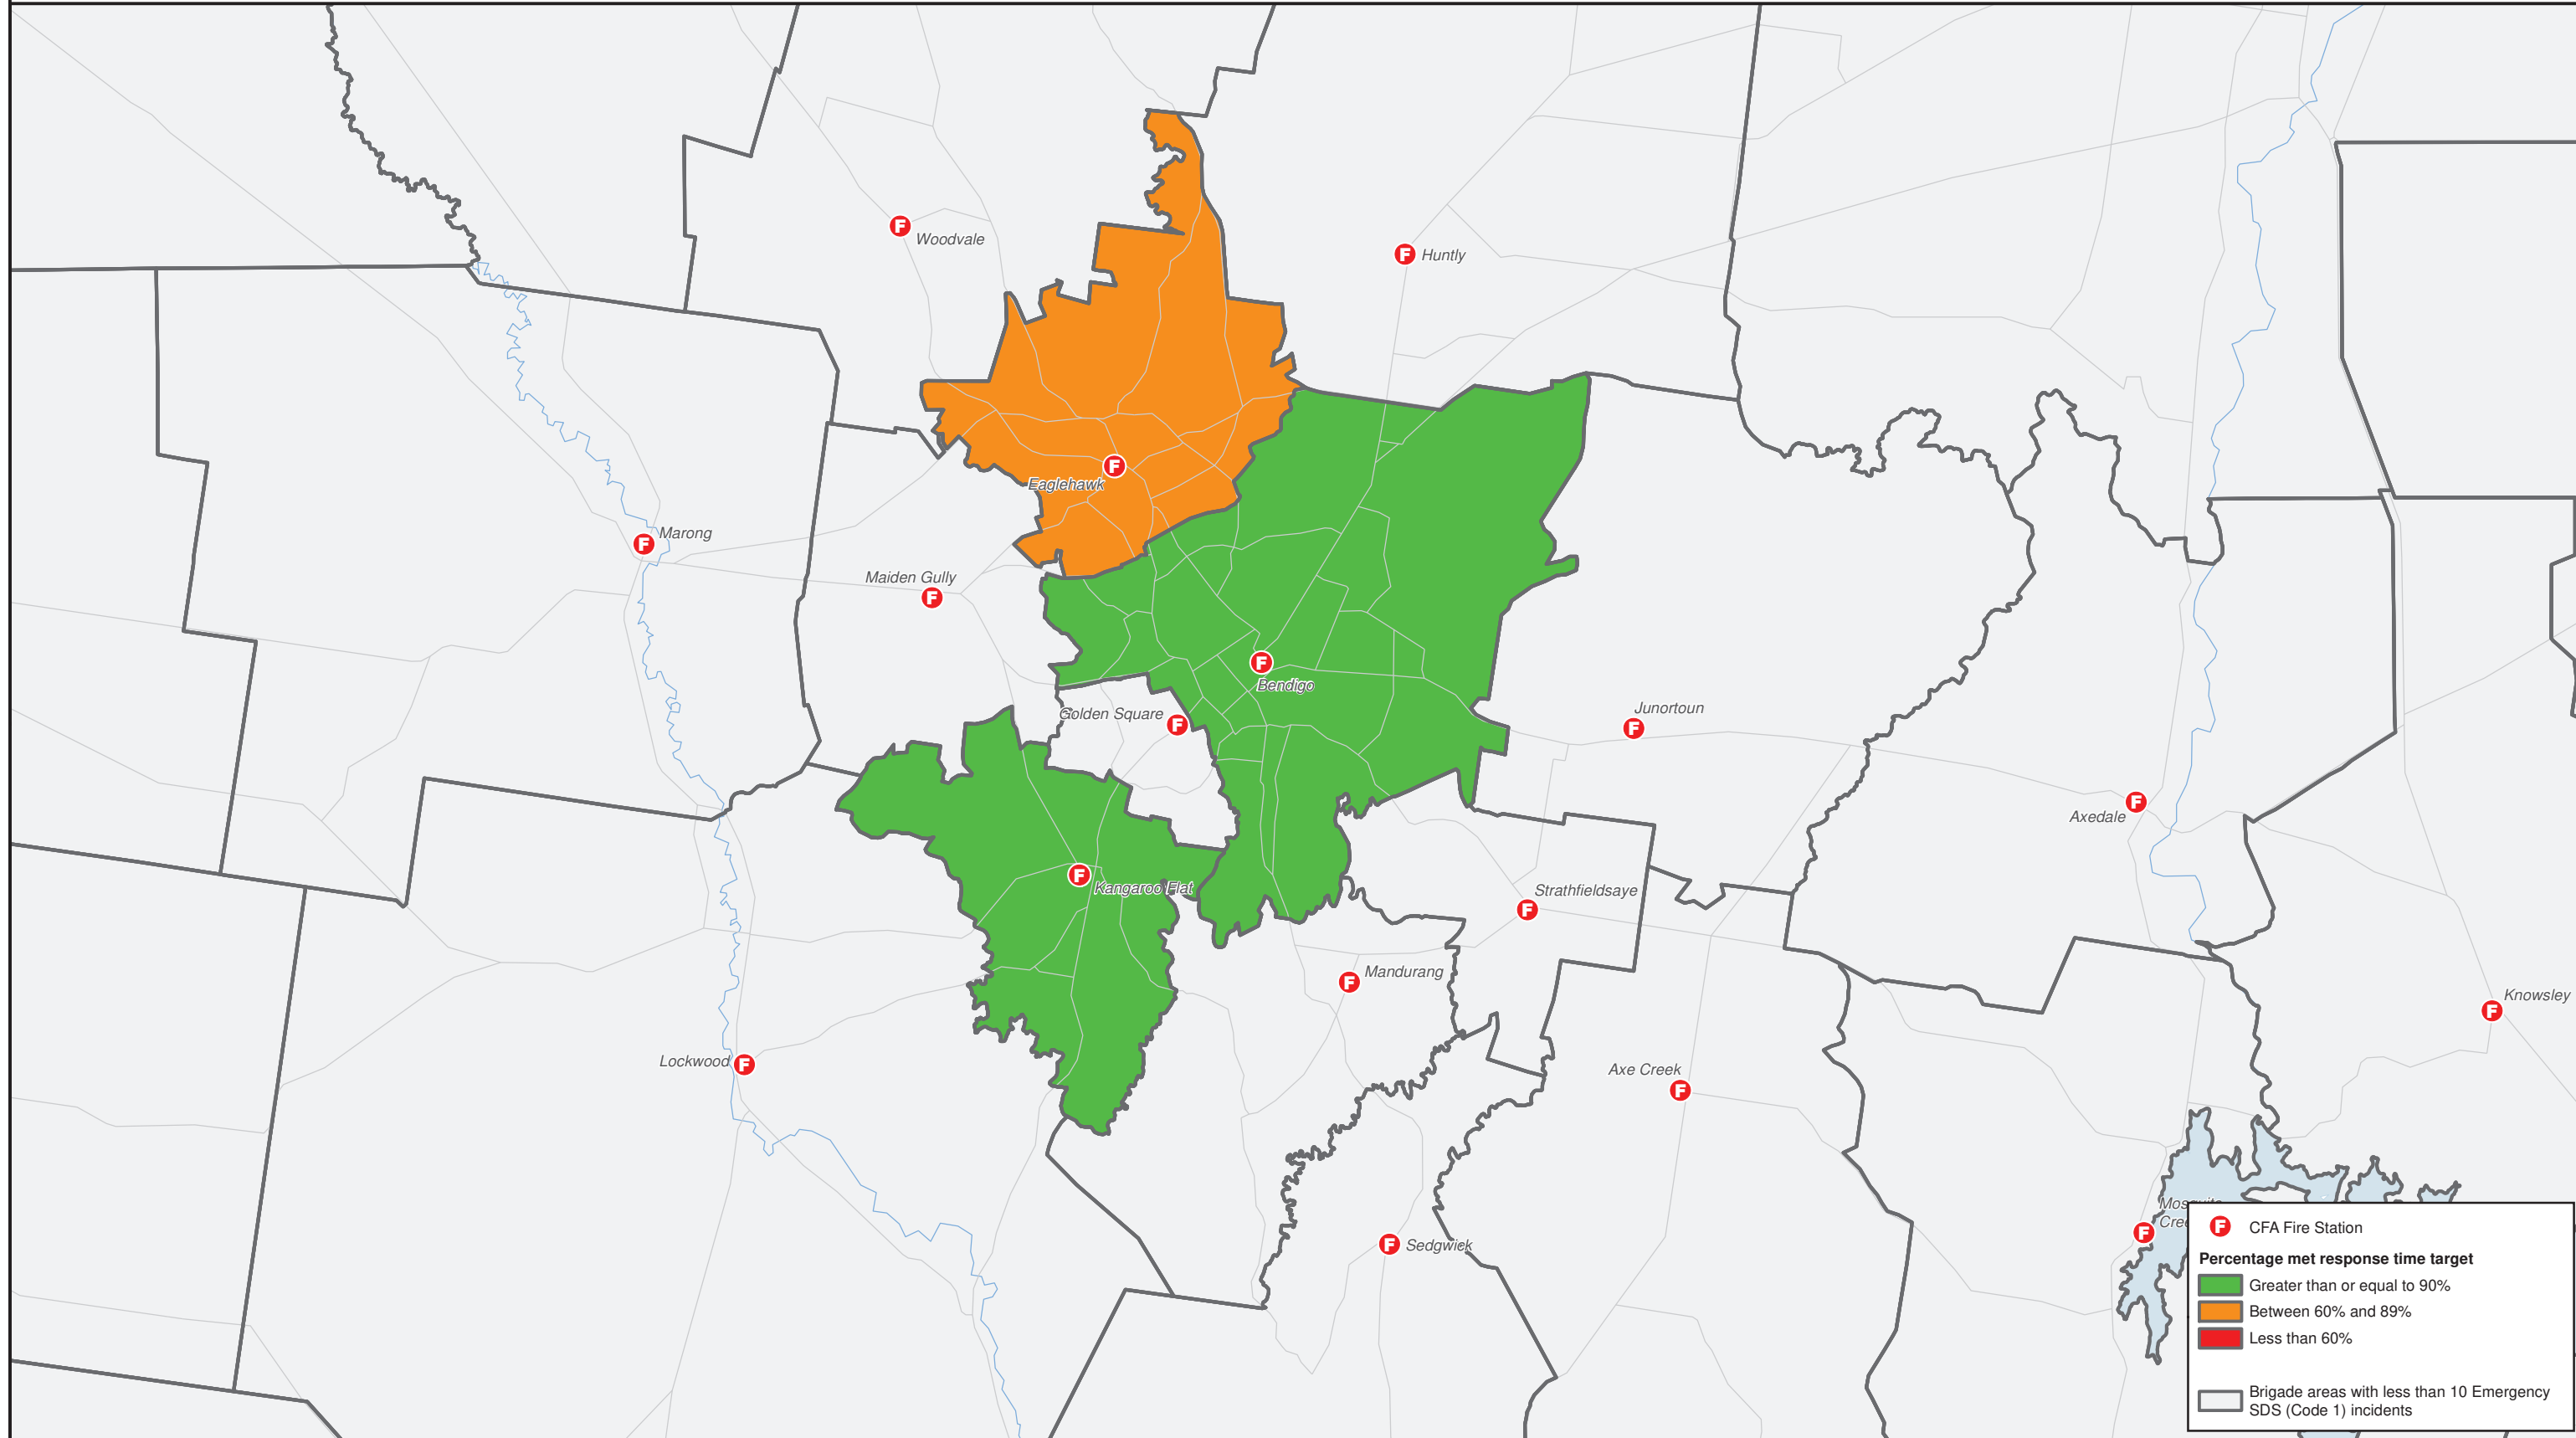 F
Woodvale
F
Huntly
F
Eaglehawk
F
Marong
Maiden Gully
F
F
Bendigo
Golden Square
F
Junortoun
F
F
Axedale
F
Kangaroo Flat
Strathfieldsaye
F
F
Mandurang
Knowsley
F
Lockwood
F
Axe Creek
F
F
Sedgwick
F
F
CFA Fire Station
Percentage met response time target
Greater than or equal to 90%
Between 60% and 89%
Less than 60%
Brigade areas with less than 10 Emergency
SDS (Code 1) incidents